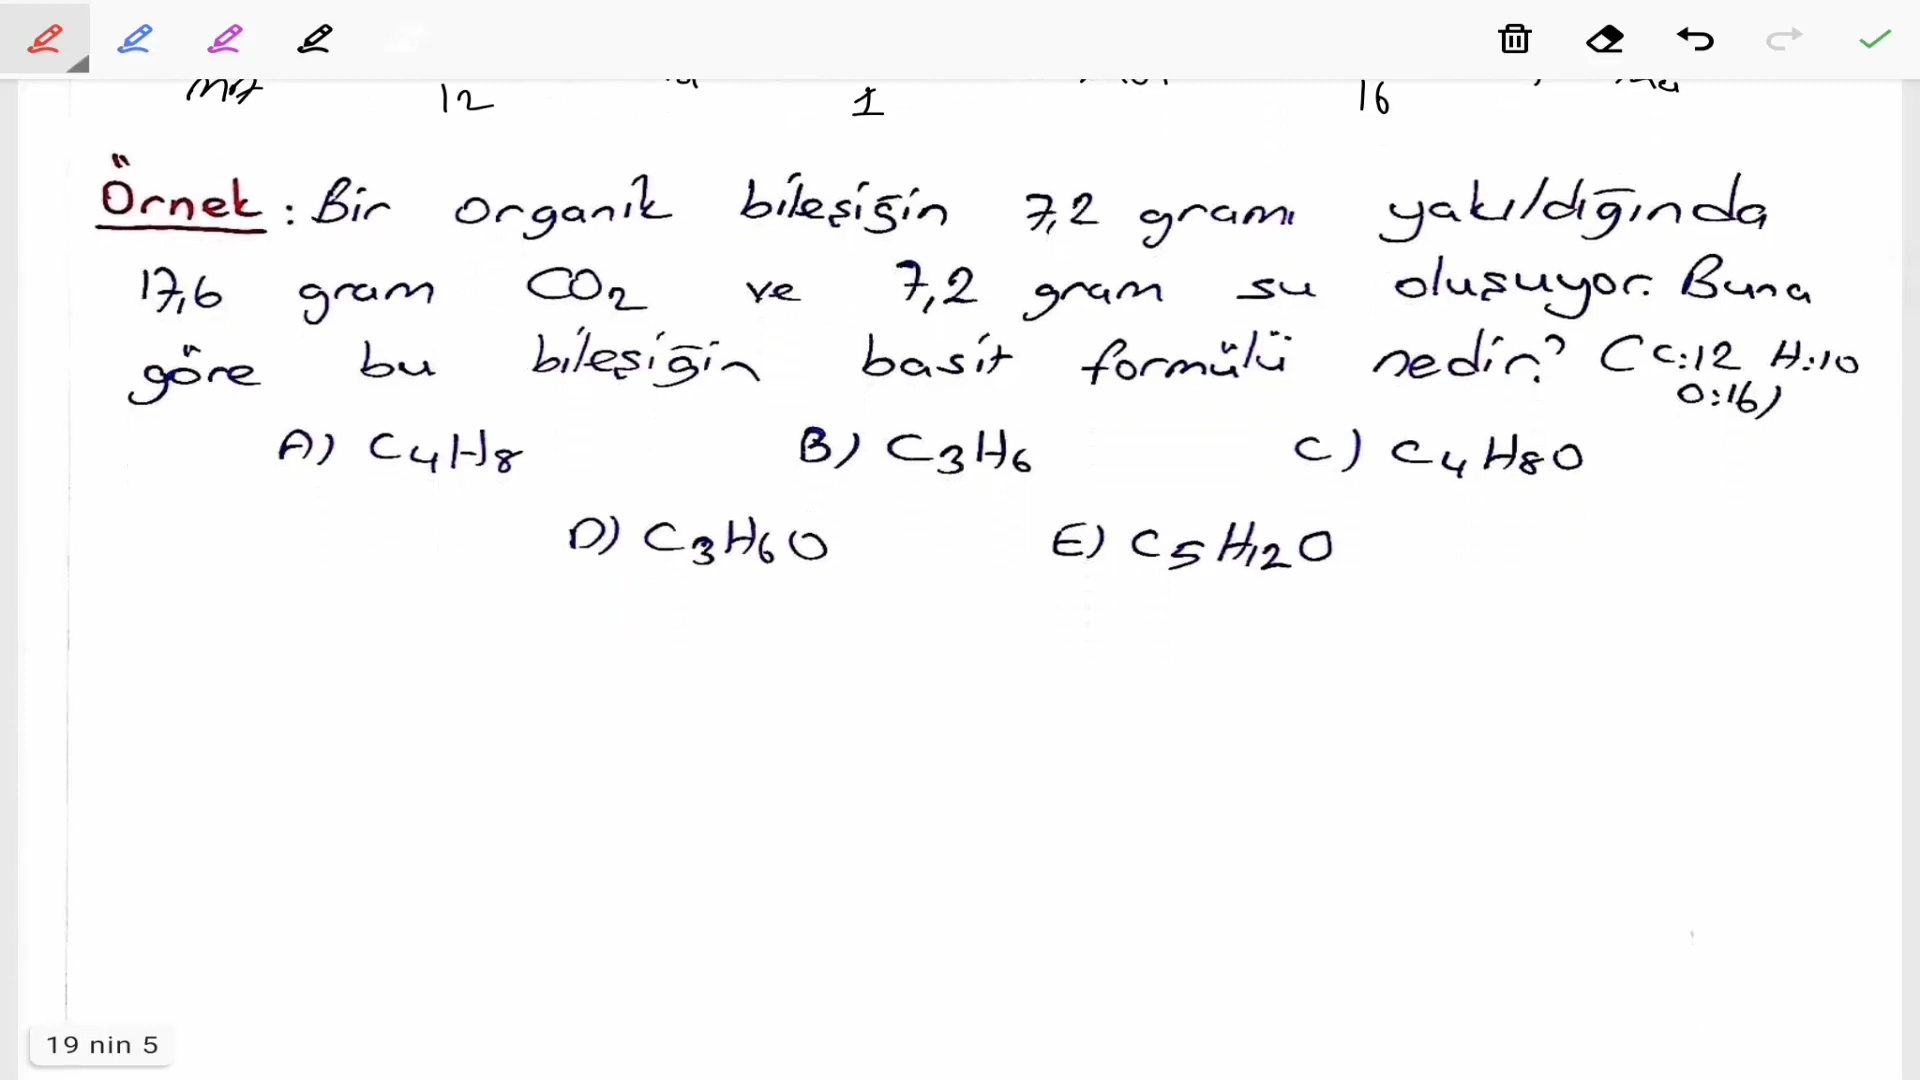 12 1 16
Örnek : Bir organik bileşiğin 7,2 gramı yakıldığında
17,6 gram CO2 ve 7,2 gram su oluşuyor. Buna
göre bu bileşiğin basit formülü nedir? (C:12 H:10
O:16)
A) C4H8 B) C3H6 C) C4H8O
D) C3H6O E) C5H12O
19 nin 5